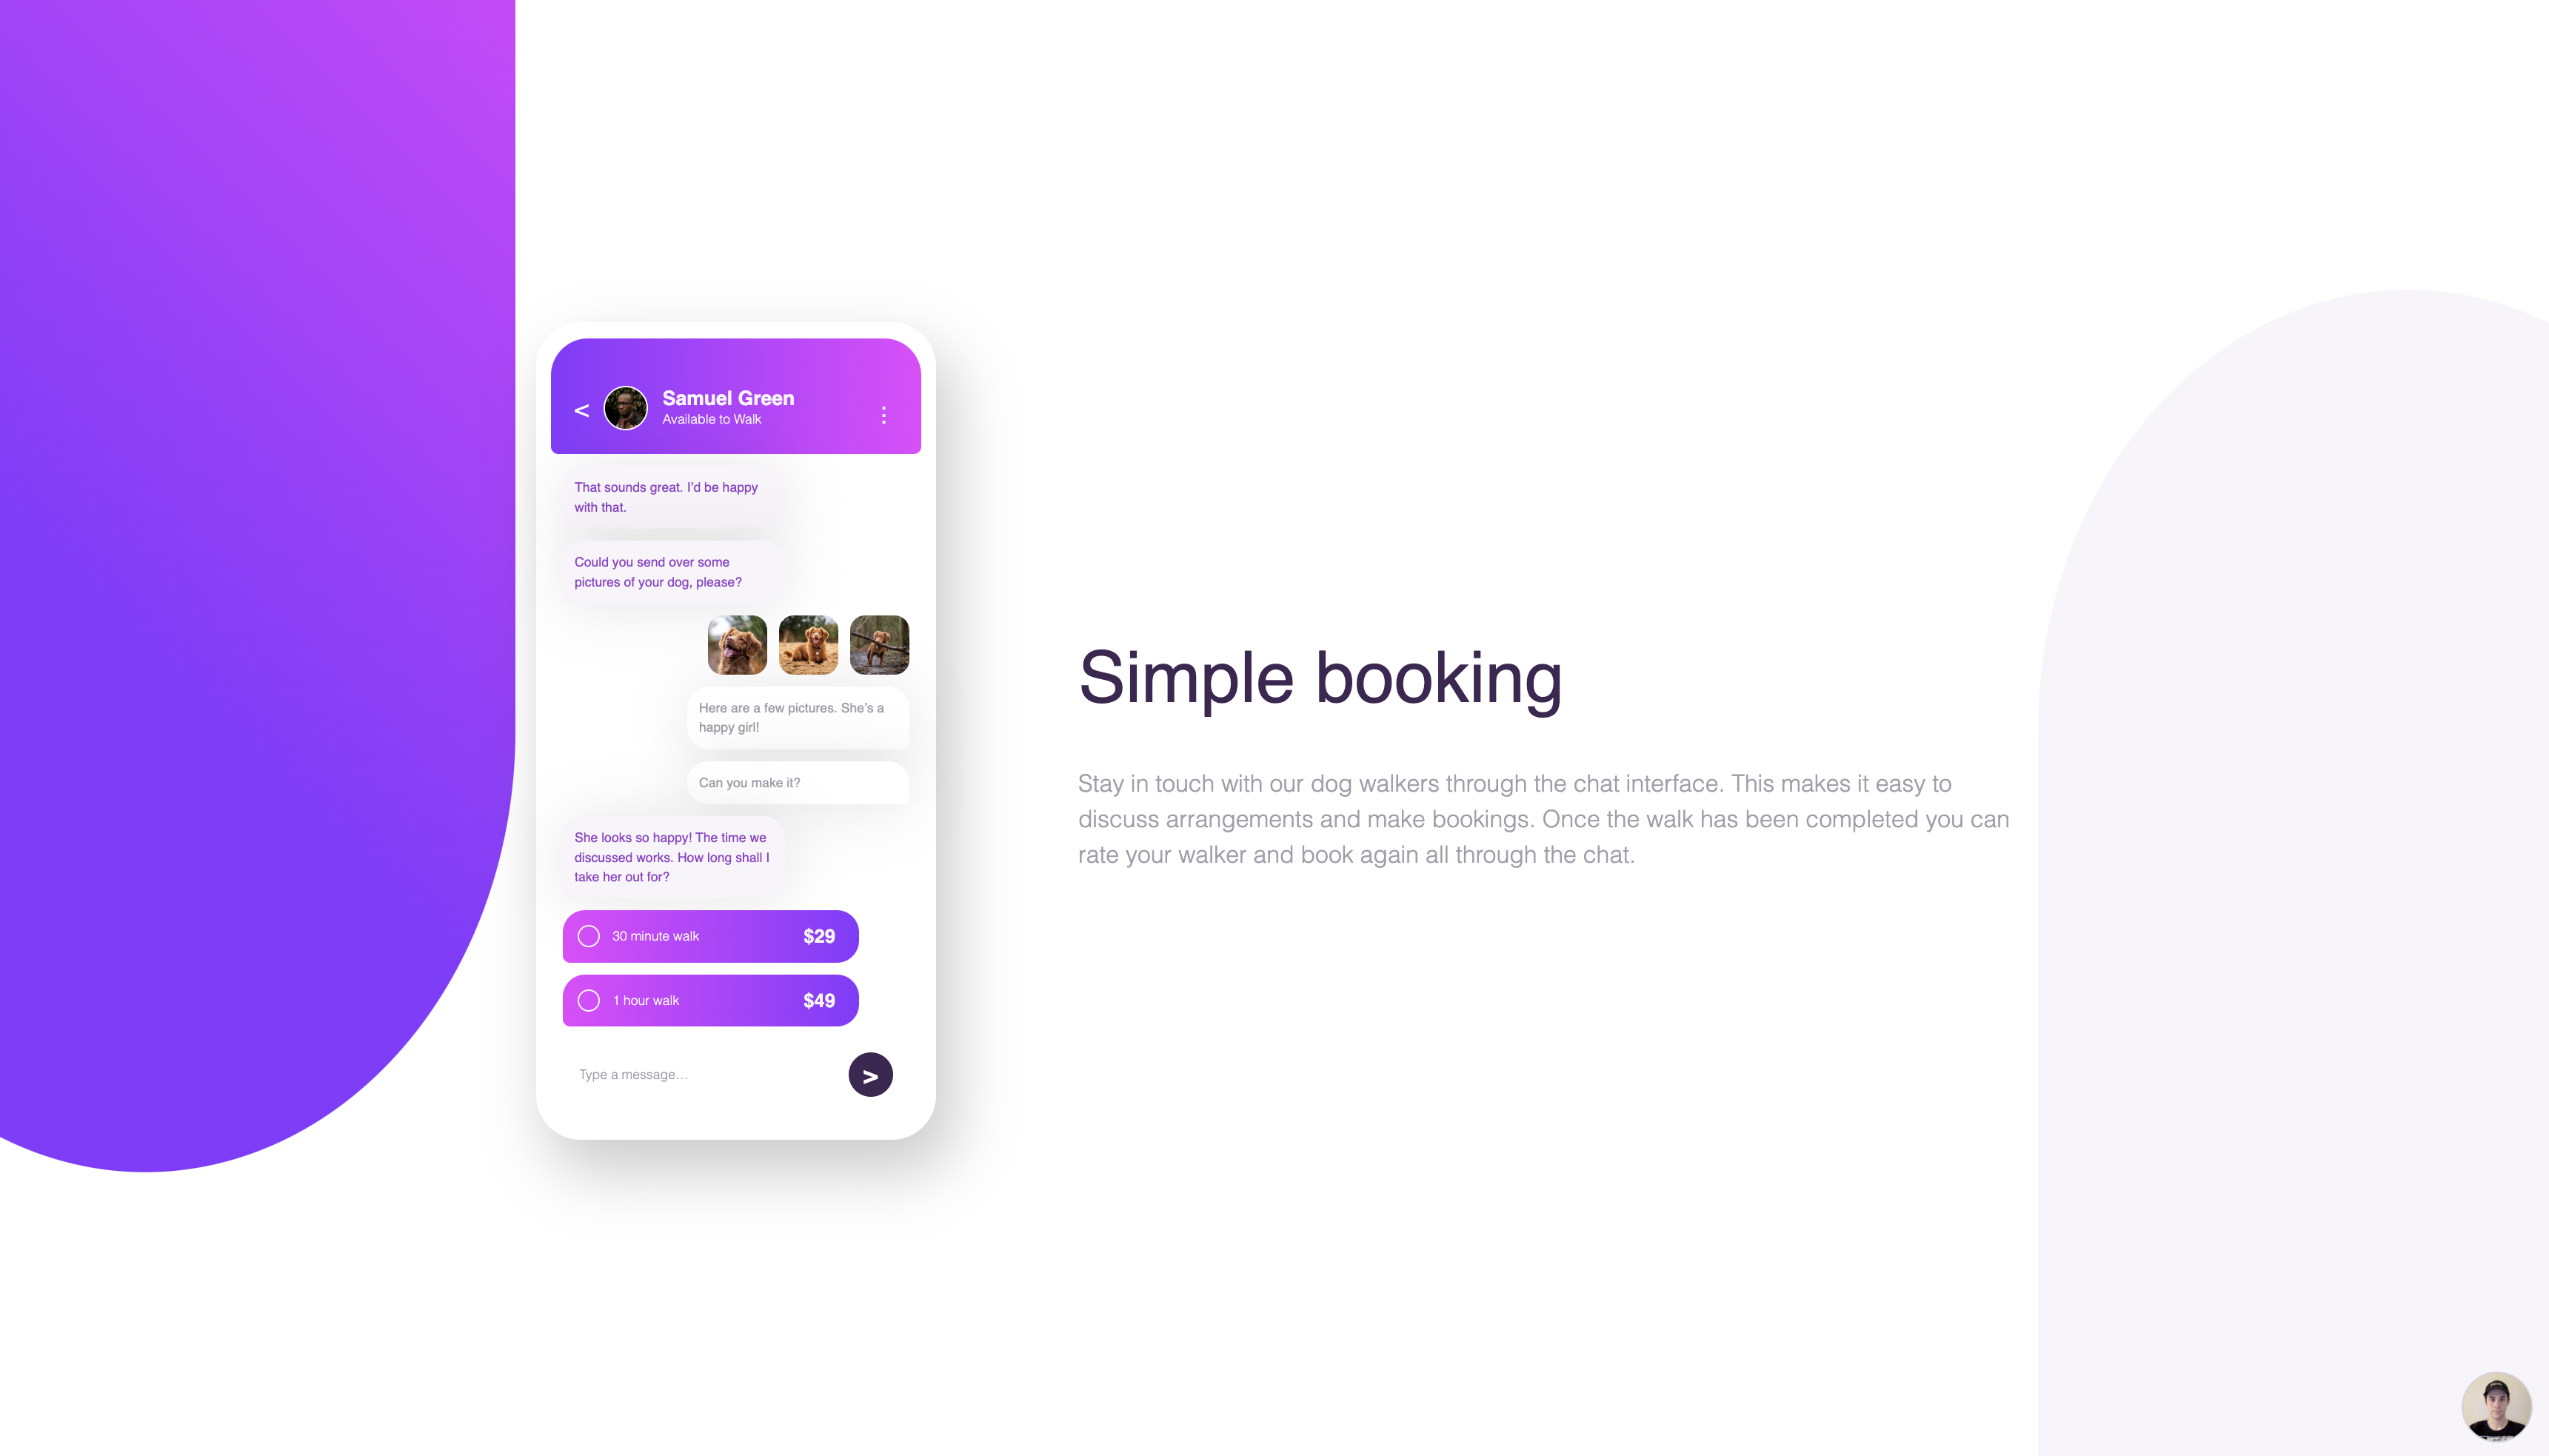 <
Samuel Green
Available to Walk
That sounds great. I’d be happy
with that.
Could you send over some
pictures of your dog, please?
Here are a few pictures. She’s a
happy girl!
Can you make it?
She looks so happy! The time we
discussed works. How long shall I
take her out for?
30 minute walk $29
1 hour walk $49
Type a message…
>
Simple booking
Stay in touch with our dog walkers through the chat interface. This makes it easy to
discuss arrangements and make bookings. Once the walk has been completed you can
rate your walker and book again all through the chat.